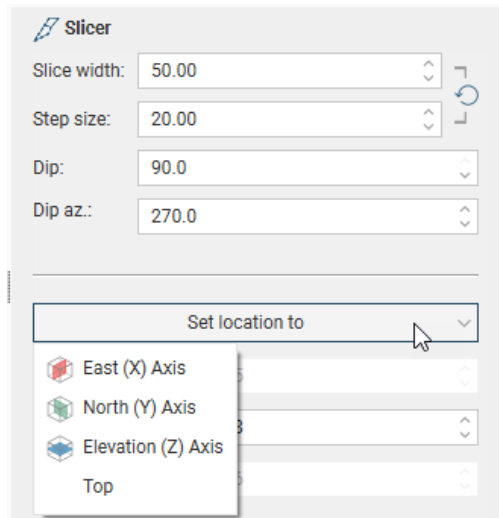 Slicer
Slice width: 50.00
Step size: 20.00
Dip: 90.0
Dip az.: 270.0
Set location to
East (X) Axis
North (Y) Axis
Elevation (Z) Axis
Top